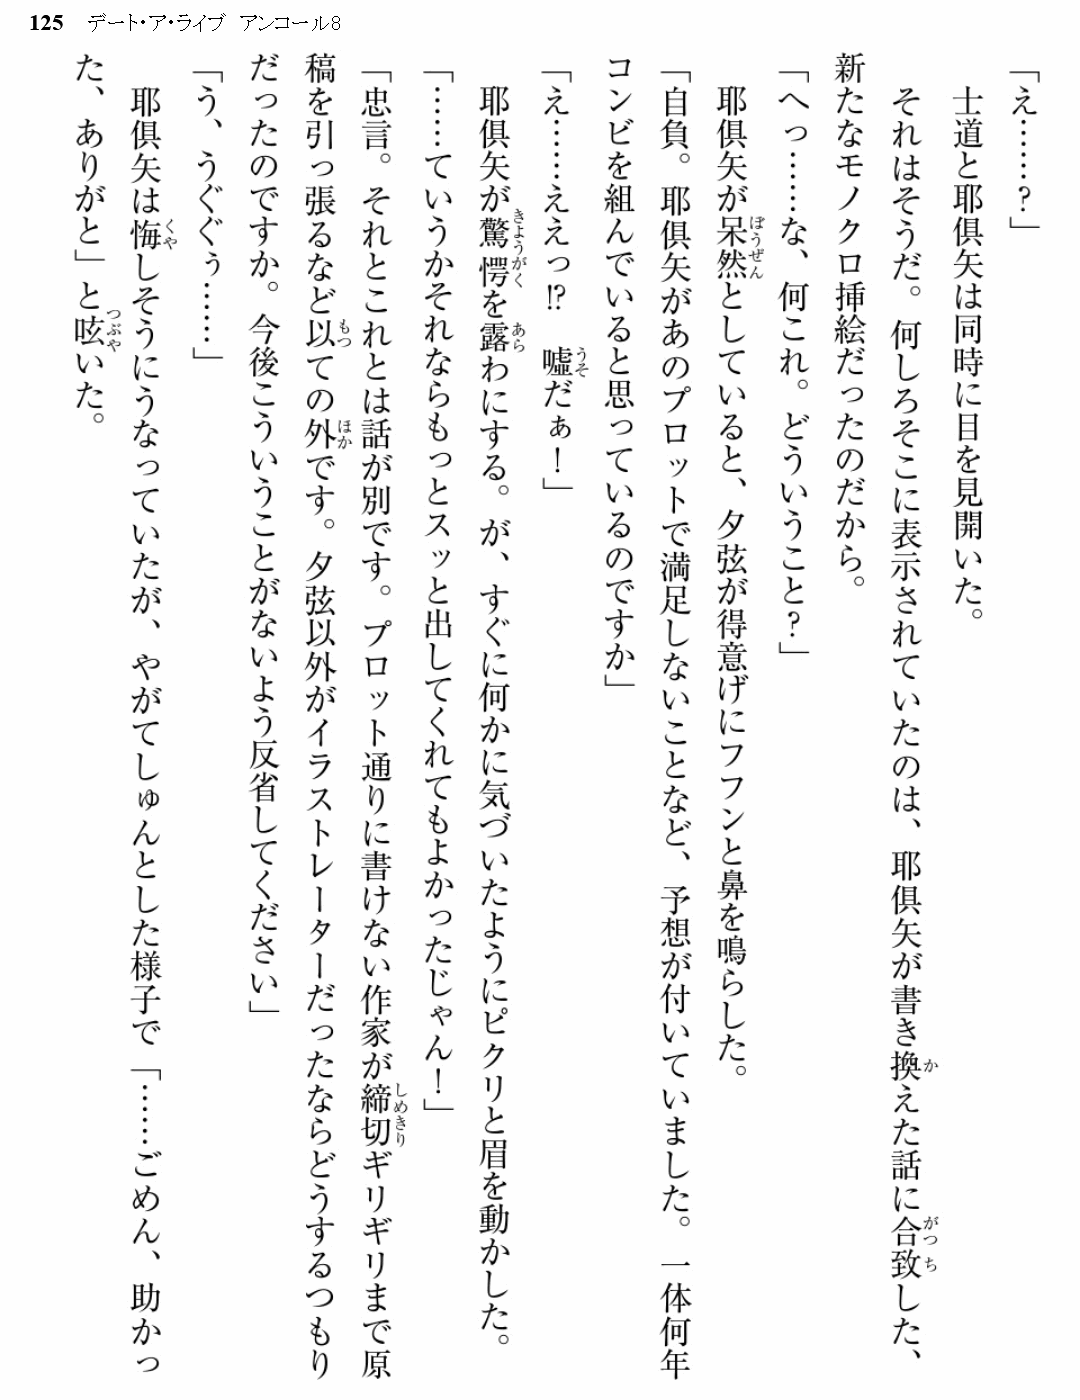 125 デート・ア・ライブ アンコール8
「え……?」
士道と耶倶矢は同時に目を見開いた。
それはそうだ。何しろそこに表示されていたのは、耶倶矢が書き換えた話に合致した、
新たなモノクロ挿絵だったのだから。
「へっ……な、何これ。どういうこと?」
耶倶矢が呆然としていると、夕弦が得意げにフフンと鼻を鳴らした。
「自負。耶倶矢があのプロットで満足しないことなど、予想が付いていました。一体何年
コンビを組んでいると思っているのですか」
「え……ええっ!? 嘘だぁ!」
耶倶矢が驚愕を露わにする。が、すぐに何かに気づいたようにピクリと眉を動かした。
「……ていうかそれならもっとスッと出してくれてもよかったじゃん!」
「忠言。それとこれとは話が別です。プロット通りに書けない作家が締切ギリギリまで原
稿を引っ張るなど以ての外です。夕弦以外がイラストレーターだったならどうするつもり
だったのですか。今後こういうことがないよう反省してください」
「う、うぐぐぅ……」
耶倶矢は悔しそうにうなっていたが、やがてしゅんとした様子で「……ごめん、助かっ
た、ありがと」と呟いた。